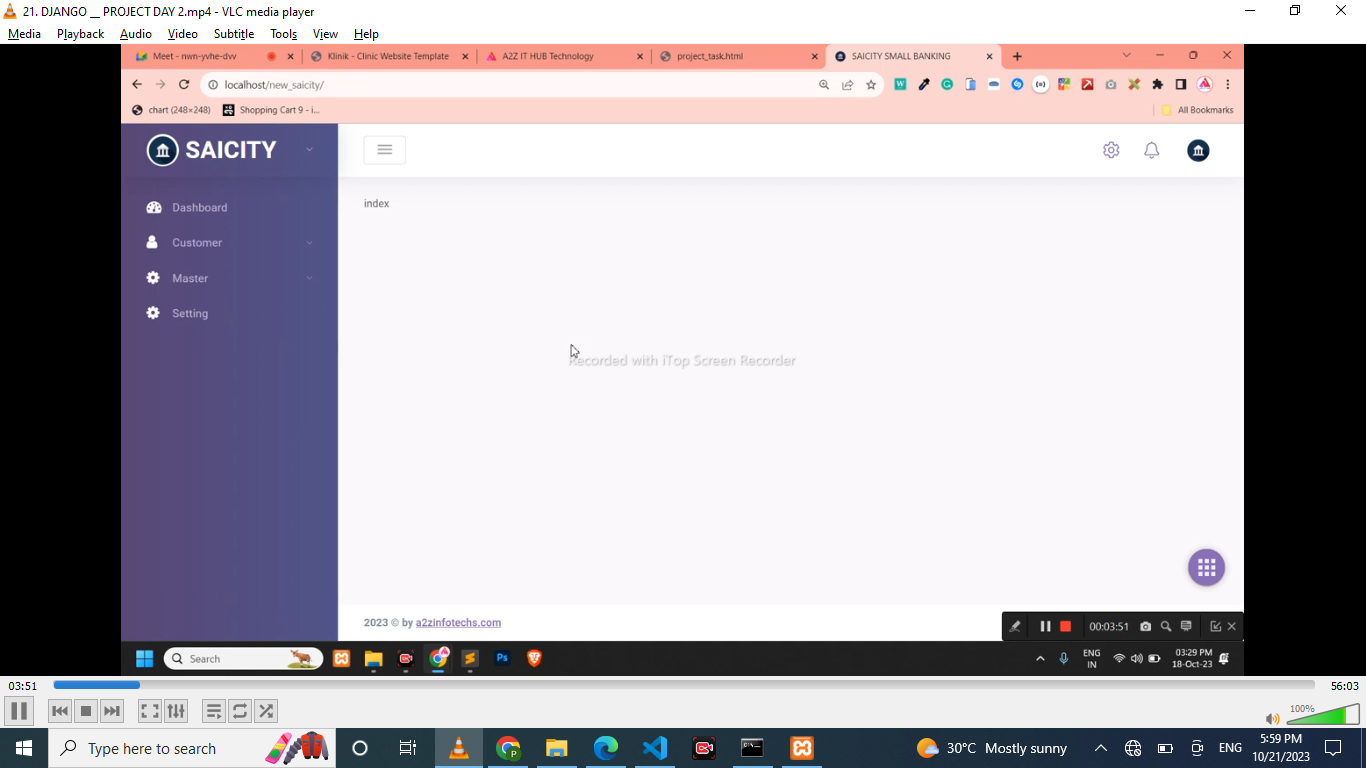 21. DJANGO __ PROJECT DAY 2.mp4 - VLC media player
Media Playback Audio Video Subtitle Tools View Help
Meet - nwn-yvhe-dvv
Klinik - Clinic Website Template
A2Z IT HUB Technology
project_task.html
SAICITY SMALL BANKING
localhost/new_saicity/
chart (248×248)
Shopping Cart 9 - i...
All Bookmarks
SAICITY
index
Dashboard
Customer
Master
Setting
Recorded with iTop Screen Recorder
2023 © by a2zinfotechs.com
00:03:51
Search
Ps
ENG
IN
03:29 PM
18-Oct-23
03:51
56:03
100%
Type here to search
30°C Mostly sunny
ENG
5:59 PM
10/21/2023